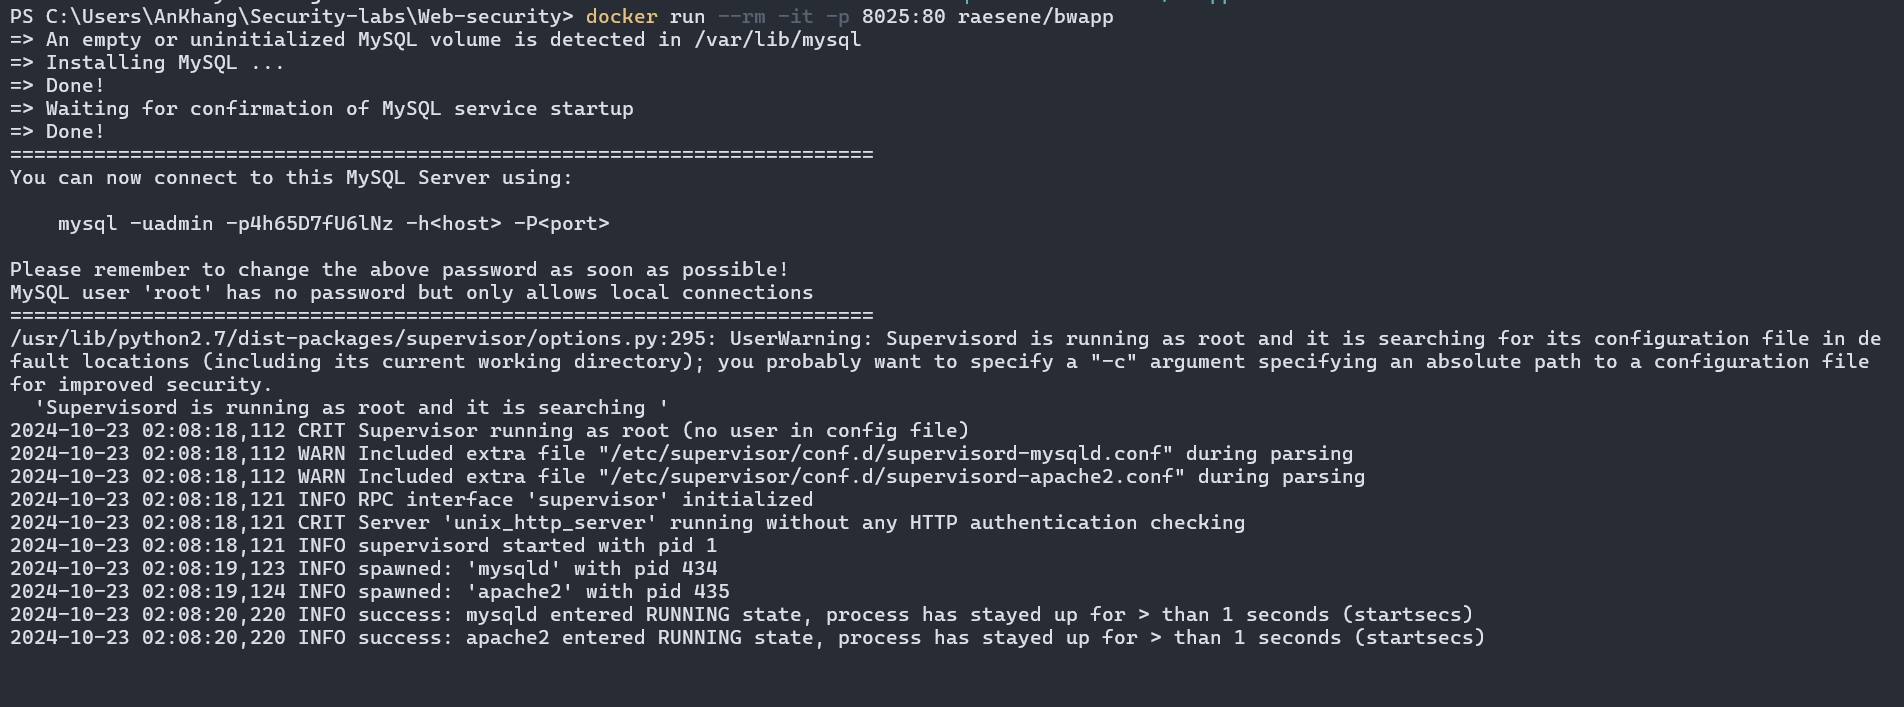 PS C:\Users\AnKhang\Security-labs\Web-security> docker run --rm -it -p 8025:80 raesene/bwapp
=> An empty or uninitialized MySQL volume is detected in /var/lib/mysql
=> Installing MySQL ...
=> Done!
=> Waiting for confirmation of MySQL service startup
=> Done!
========================================================================
You can now connect to this MySQL Server using:
    mysql -uadmin -p4h65D7fU6lNz -h<host> -P<port>
Please remember to change the above password as soon as possible!
MySQL user 'root' has no password but only allows local connections
========================================================================
/usr/lib/python2.7/dist-packages/supervisor/options.py:295: UserWarning: Supervisord is running as root and it is searching for its configuration file in de
fault locations (including its current working directory); you probably want to specify a "-c" argument specifying an absolute path to a configuration file
for improved security.
  'Supervisord is running as root and it is searching '
2024-10-23 02:08:18,112 CRIT Supervisor running as root (no user in config file)
2024-10-23 02:08:18,112 WARN Included extra file "/etc/supervisor/conf.d/supervisord-mysqld.conf" during parsing
2024-10-23 02:08:18,112 WARN Included extra file "/etc/supervisor/conf.d/supervisord-apache2.conf" during parsing
2024-10-23 02:08:18,121 INFO RPC interface 'supervisor' initialized
2024-10-23 02:08:18,121 CRIT Server 'unix_http_server' running without any HTTP authentication checking
2024-10-23 02:08:18,121 INFO supervisord started with pid 1
2024-10-23 02:08:19,123 INFO spawned: 'mysqld' with pid 434
2024-10-23 02:08:19,124 INFO spawned: 'apache2' with pid 435
2024-10-23 02:08:20,220 INFO success: mysqld entered RUNNING state, process has stayed up for > than 1 seconds (startsecs)
2024-10-23 02:08:20,220 INFO success: apache2 entered RUNNING state, process has stayed up for > than 1 seconds (startsecs)